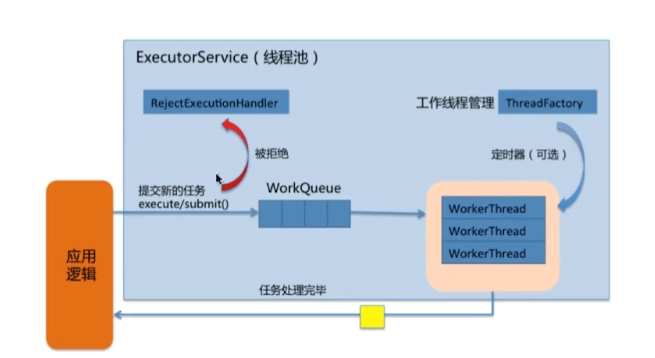 ExecutorService（线程池）
RejectExecutionHandler
工作线程管理
ThreadFactory
被拒绝
定时器（可选）
提交新的任务
execute/submit()
WorkQueue
WorkerThread
WorkerThread
WorkerThread
应用
逻辑
任务处理完毕